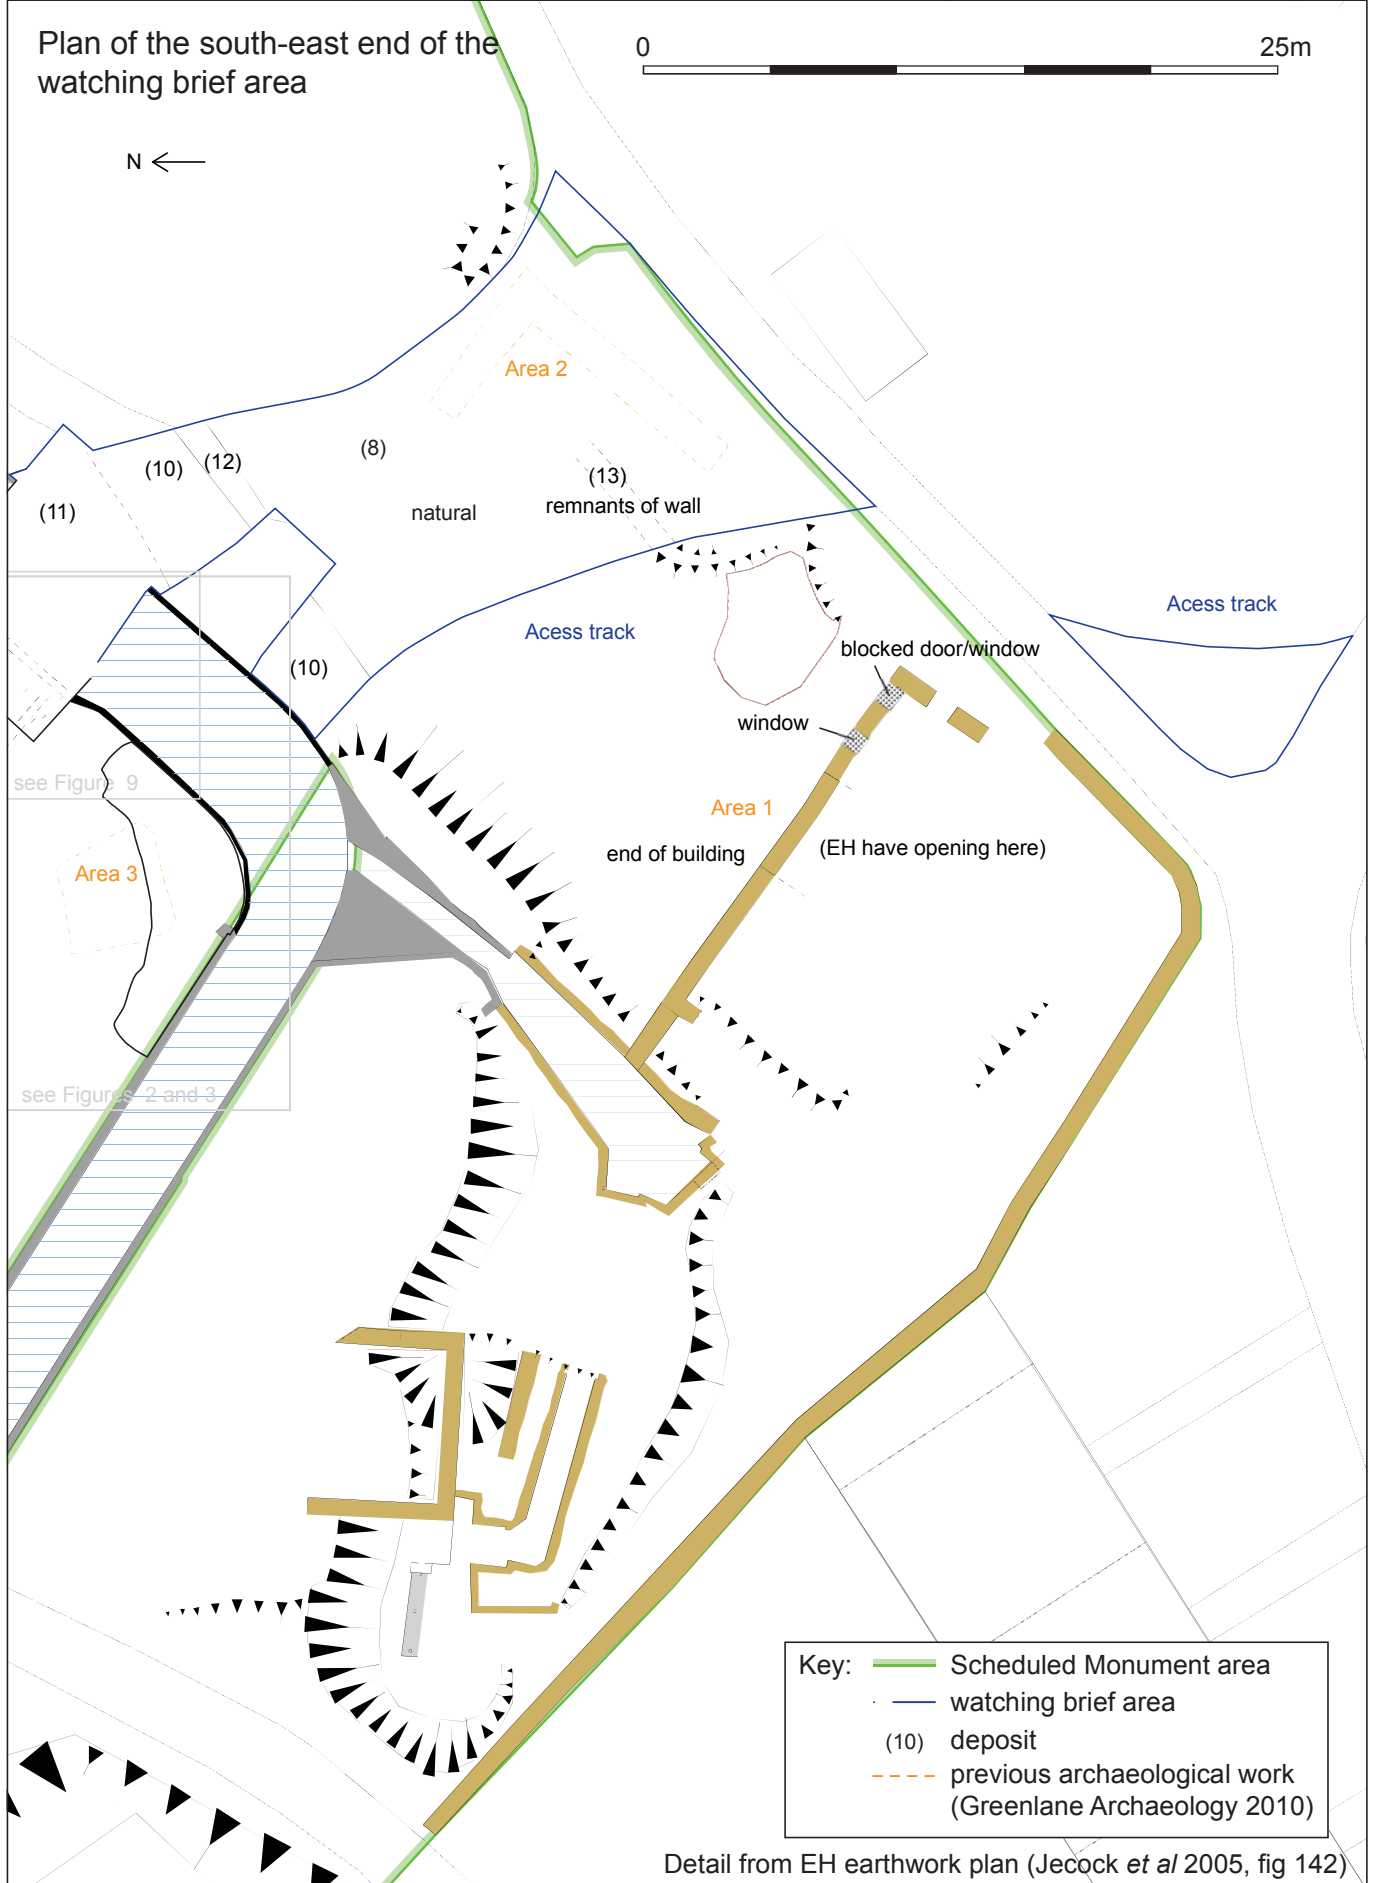 Plan of the south-east end of the
watching brief area
0 25m
N
Area 2
(8)
(10)
(12)
(13)
(11)
natural
remnants of wall
Acess track
Acess track
(10)
blocked door/window
window
see Figure 9
Area 1
end of building
(EH have opening here)
Area 3
see Figures 2 and 3
Key:
Scheduled Monument area
watching brief area
(10) deposit
previous archaeological work
(Greenlane Archaeology 2010)
Detail from EH earthwork plan (Jecock et al 2005, fig 142)